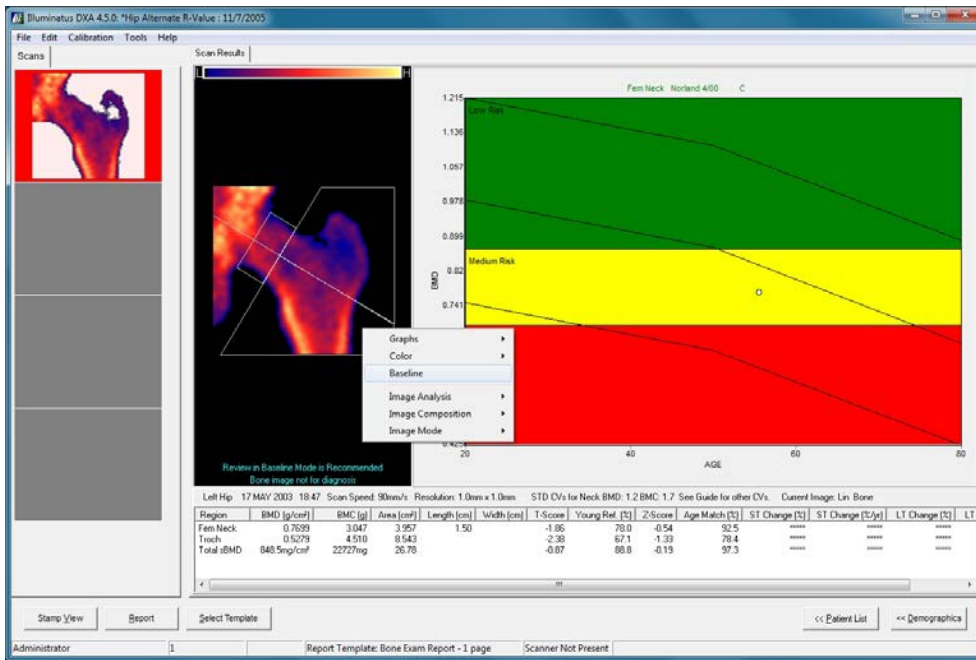 Illuminatus DXA 4.5.0: *Hip Alternate R-Value : 11/7/2005
File Edit Calibration Tools Help
Scans
Scan Results
L H
Fem Neck Norland 4/00 C
1.215
Low Risk
1.136
1.057
0.978
0.899
Medium Risk
0.82
BMD
0.741
Graphs
Color
Baseline
Image Analysis
Image Composition
Image Mode
20 40 60 80
AGE
Review in Baseline Mode is Recommended
Bone image not for diagnosis
Left Hip 17 MAY 2003 18:47 Scan Speed: 90mm/s Resolution: 1.0mm x 1.0mm STD CVs for Neck BMD: 1.2 BMC: 1.7 See Guide for other CVs. Current Image: Lin Bone
Region BMD (g/cm²) BMC (g) Area (cm²) Length (cm) Width (cm) T-Score Young Ref. (%) Z-Score Age Match (%) ST Change (%) ST Change (%/yr) LT Change (%) LT
Fem Neck 0.7699 3.047 3.957 1.50 -1.86 78.0 -0.54 92.5 ***** ***** *****
Troch 0.5279 4.510 8.543 -2.38 67.1 -1.33 78.4 ***** ***** *****
Total sBMD 848.5mg/cm² 22727mg 26.78 -0.87 88.8 -0.19 97.3 ***** ***** *****
Stamp View Report Select Template << Patient List << Demographics
Administrator 1 Report Template: Bone Exam Report - 1 page Scanner Not Present